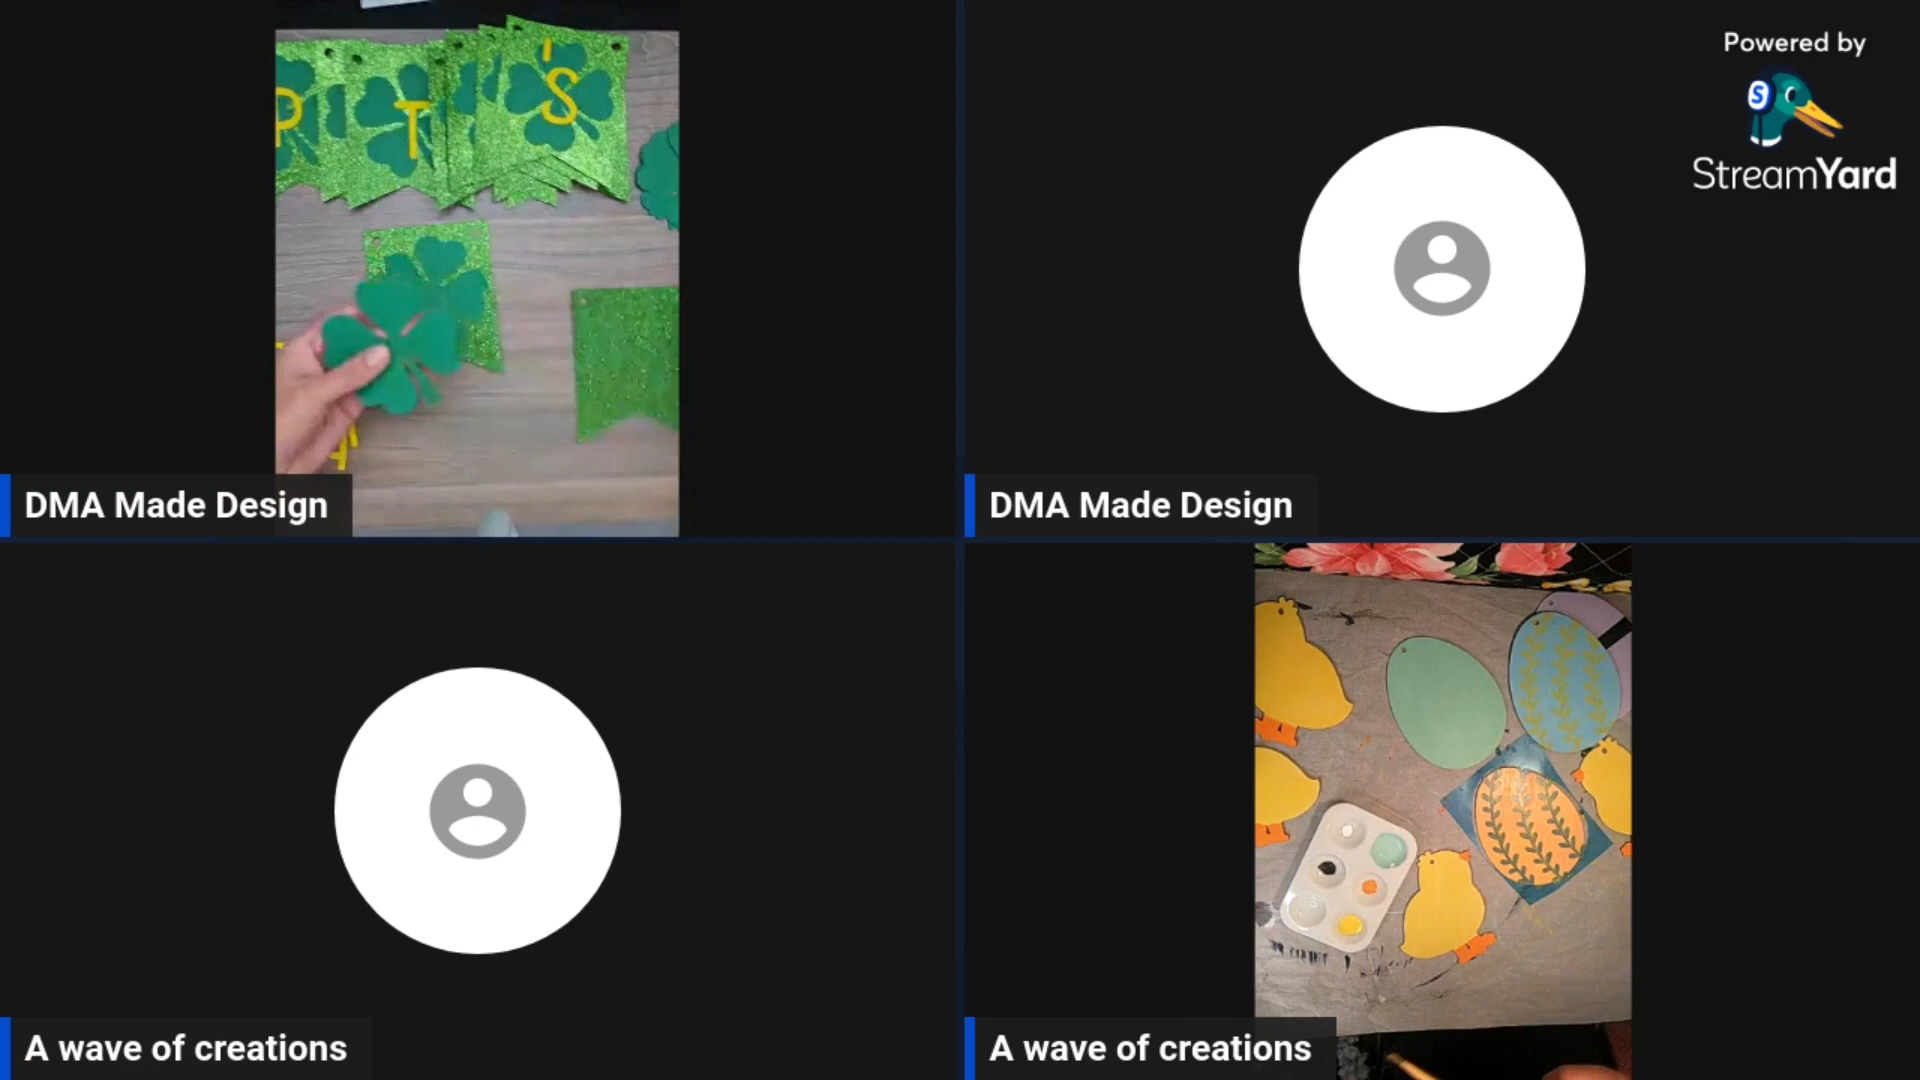 P T 'S
Powered by
S
StreamYard
DMA Made Design
DMA Made Design
A wave of creations
A wave of creations